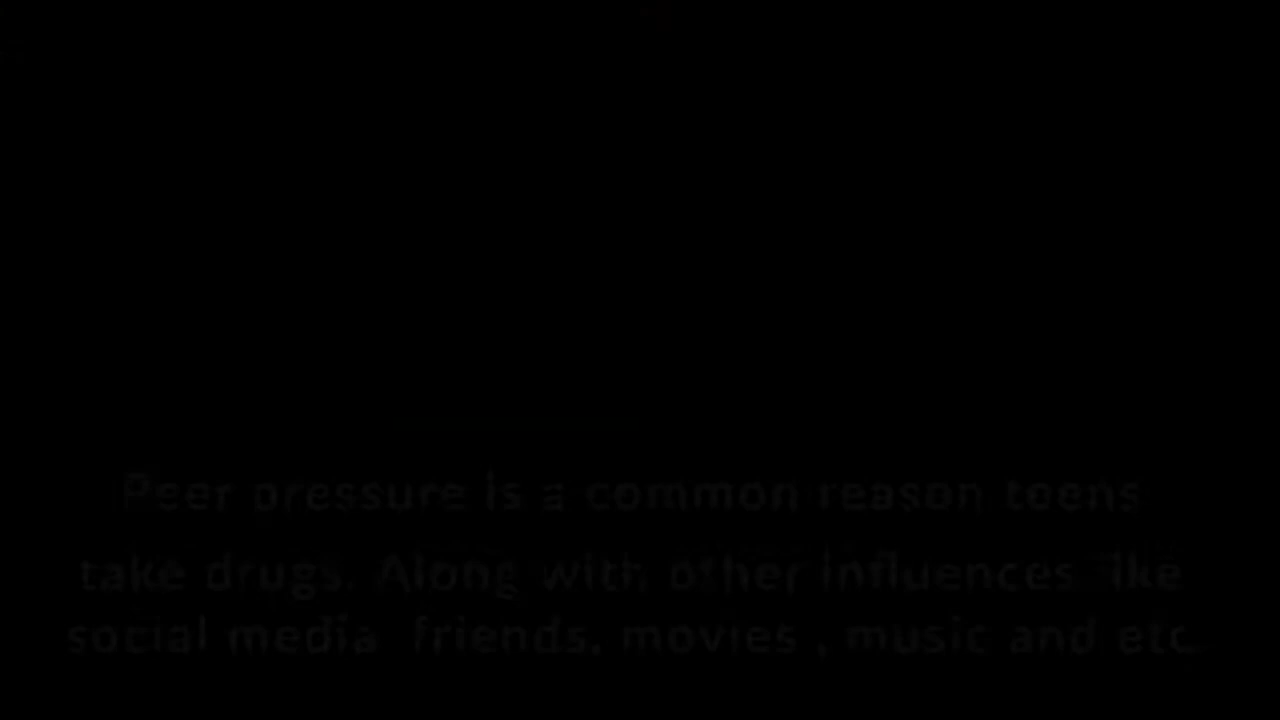 Peer pressure is a common reason teens
take drugs. Along with other influences like
social media friends, movies , music and etc.